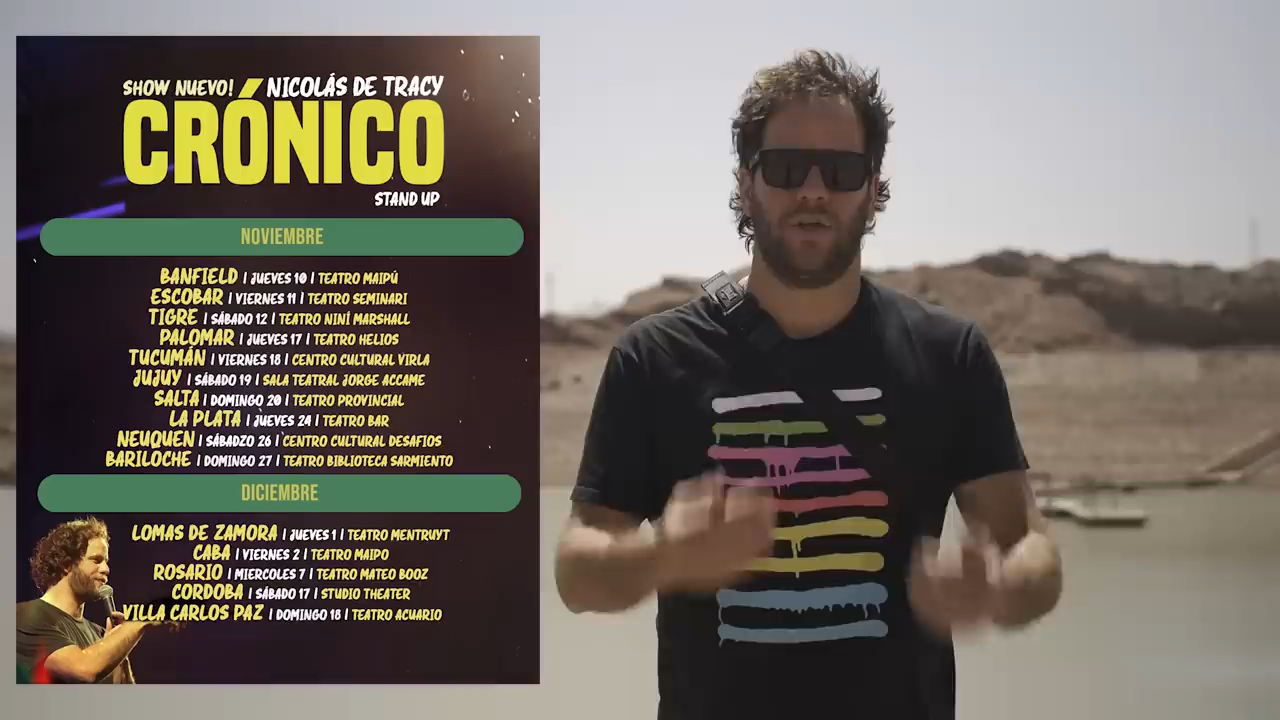 SHOW NUEVO! NICOLÁS DE TRACY
CRÓNICO
STAND UP
NOVIEMBRE
BANFIELD | JUEVES 10 | TEATRO MAIPÚ
ESCOBAR | VIERNES 11 | TEATRO SEMINARI
TIGRE | SÁBADO 12 | TEATRO NINÍ MARSHALL
PALOMAR | JUEVES 17 | TEATRO HELIOS
TUCUMÁN | VIERNES 18 | CENTRO CULTURAL VIRLA
JUJUY | SÁBADO 19 | SALA TEATRAL JORGE ACCAME
SALTA | DOMINGO 20 | TEATRO PROVINCIAL
LA PLATA | JUEVES 24 | TEATRO BAR
NEUQUEN | SÁBADZO 26 | CENTRO CULTURAL DESAFIOS
BARILOCHE | DOMINGO 27 | TEATRO BIBLIOTECA SARMIENTO
DICIEMBRE
LOMAS DE ZAMORA | JUEVES 1 | TEATRO MENTRUYT
CABA | VIERNES 2 | TEATRO MAIPO
ROSARIO | MIERCOLES 7 | TEATRO MATEO BOOZ
CORDOBA | SÁBADO 17 | STUDIO THEATER
VILLA CARLOS PAZ | DOMINGO 18 | TEATRO ACUARIO